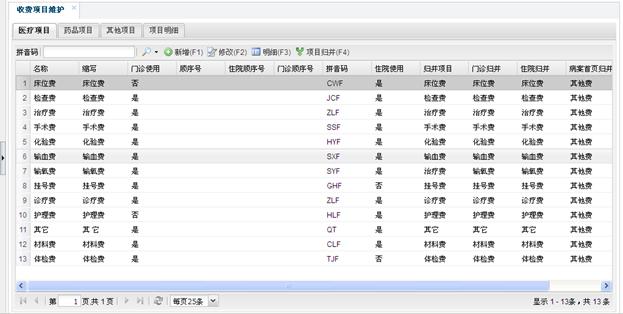 收费项目维护
医疗项目 药品项目 其他项目 项目明细
拼音码 新增(F1) 修改(F2) 明细(F3) 项目归并(F4)
名称 缩写 门诊使用 顺序号 住院顺序号 门诊顺序号 拼音码 住院使用 归并项目 门诊归并 住院归并 病案首页归并
1 床位费 床位费 否 CWF 是 床位费 床位费 床位费 其他费
2 检查费 检查费 是 JCF 是 检查费 检查费 检查费 其他费
3 治疗费 治疗费 是 ZLF 是 治疗费 治疗费 治疗费 其他费
4 手术费 手术费 是 SSF 是 手术费 手术费 手术费 其他费
5 化验费 化验费 是 HYF 是 化验费 化验费 化验费 其他费
6 输血费 输血费 是 SXF 是 输血费 输血费 输血费 其他费
7 输氧费 输氧费 是 SYF 是 治疗费 输氧费 输氧费 其他费
8 挂号费 挂号费 是 GHF 否 挂号费 挂号费 挂号费 其他费
9 诊疗费 诊疗费 是 ZLF 是 诊疗费 诊疗费 诊疗费 其他费
10 护理费 护理费 否 HLF 是 护理费 护理费 护理费 其他费
11 其它 其它 是 QT 是 其它 其它 其它 其他费
12 材料费 材料费 是 CLF 是 材料费 材料费 材料费 其他费
13 体检费 体检费 是 TJF 否 体检费 体检费 体检费 其他费
第 1 页,共 1 页 每页25条 显示 1 - 13条，共 13 条